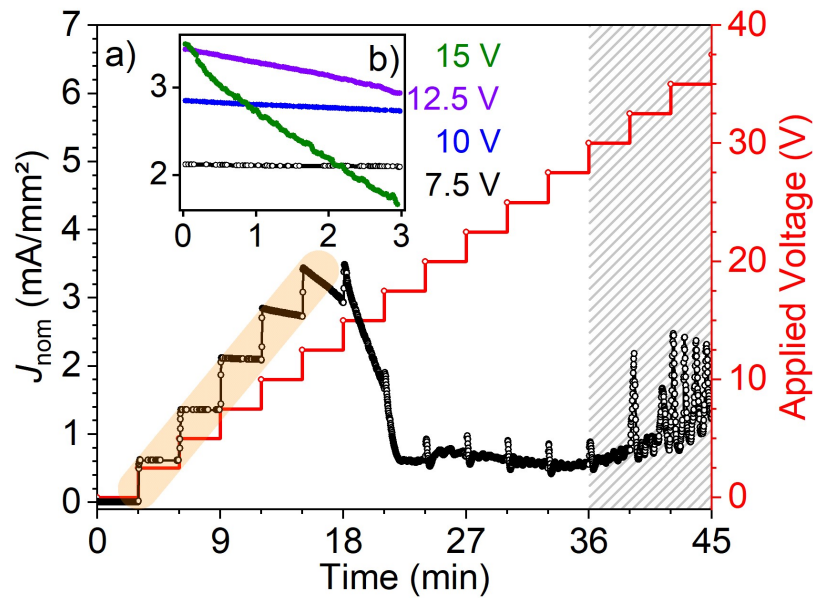 a)
b)
15 V
12.5 V
10 V
7.5 V
3
2
0 1 2 3
7
6
5
4
3
2
1
0
J_nom (mA/mm²)
40
30
20
10
0
Applied Voltage (V)
0 9 18 27 36 45
Time (min)